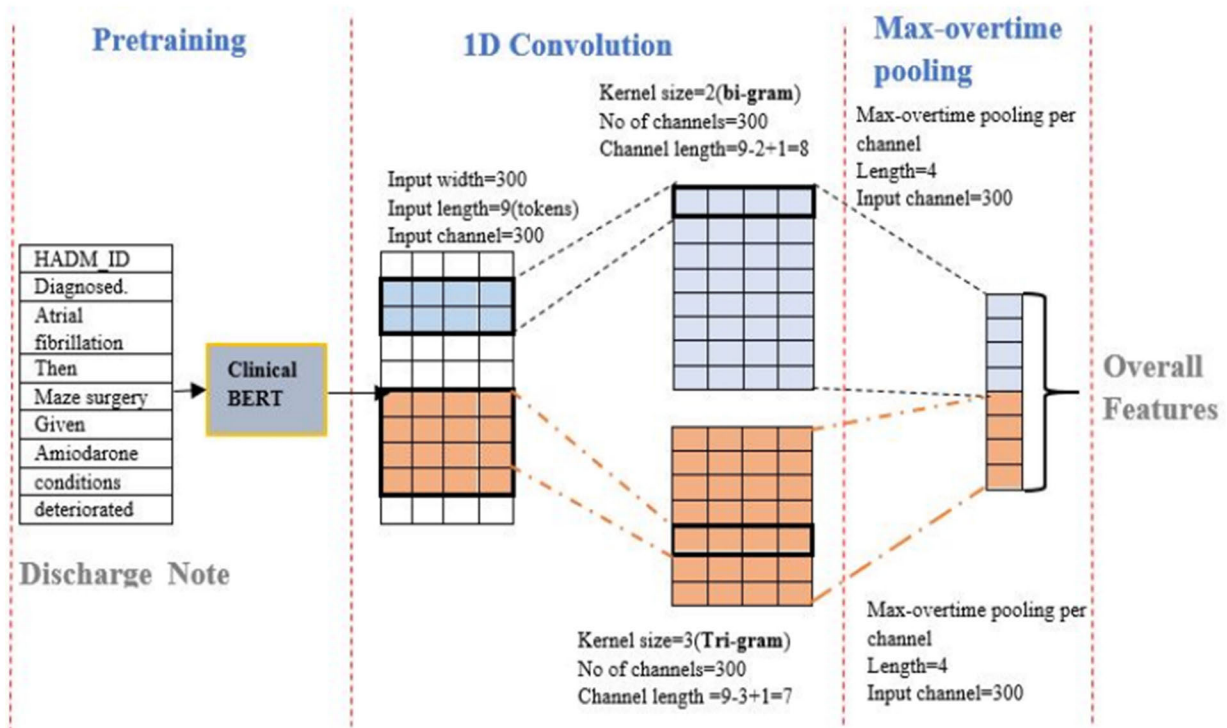 Pretraining
1D Convolution
Max-overtime
pooling
Kernel size=2(bi-gram)
No of channels=300
Channel length=9-2+1=8
Max-overtime pooling per
channel
Length=4
Input channel=300
Input width=300
Input length=9(tokens)
Input channel=300
HADM_ID
Diagnosed.
Atrial
fibrillation
Then
Maze surgery
Given
Amiodarone
conditions
deteriorated
Clinical
BERT
Overall
Features
Discharge Note
Kernel size=3(Tri-gram)
No of channels=300
Channel length =9-3+1=7
Max-overtime pooling per
channel
Length=4
Input channel=300